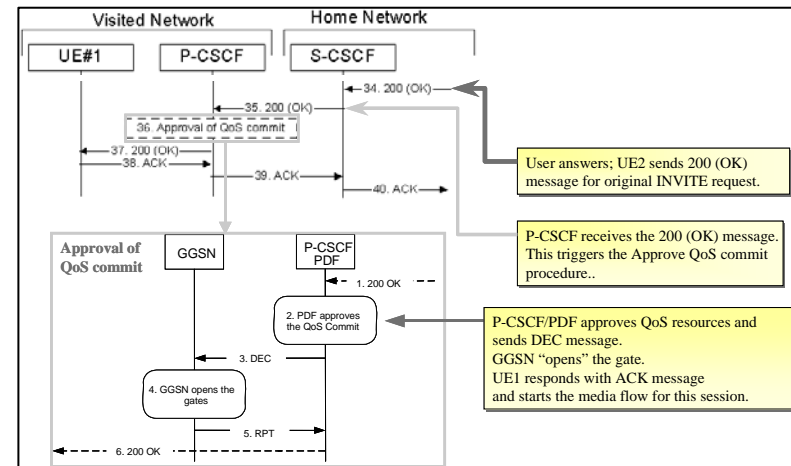 Visited Network
Home Network
UE#1
P-CSCF
S-CSCF
34. 200 (OK)
35. 200 (OK)
36. Approval of QoS commit
37. 200 (OK)
38. ACK
39. ACK
40. ACK
User answers; UE2 sends 200 (OK)
message for original INVITE request.
P-CSCF receives the 200 (OK) message.
This triggers the Approve QoS commit
procedure..
Approval of
QoS commit
GGSN
P-CSCF
PDF
1. 200 OK
2. PDF approves
the QoS Commit
3. DEC
4. GGSN opens the
gates
5. RPT
6. 200 OK
P-CSCF/PDF approves QoS resources and
sends DEC message.
GGSN “opens” the gate.
UE1 responds with ACK message
and starts the media flow for this session.